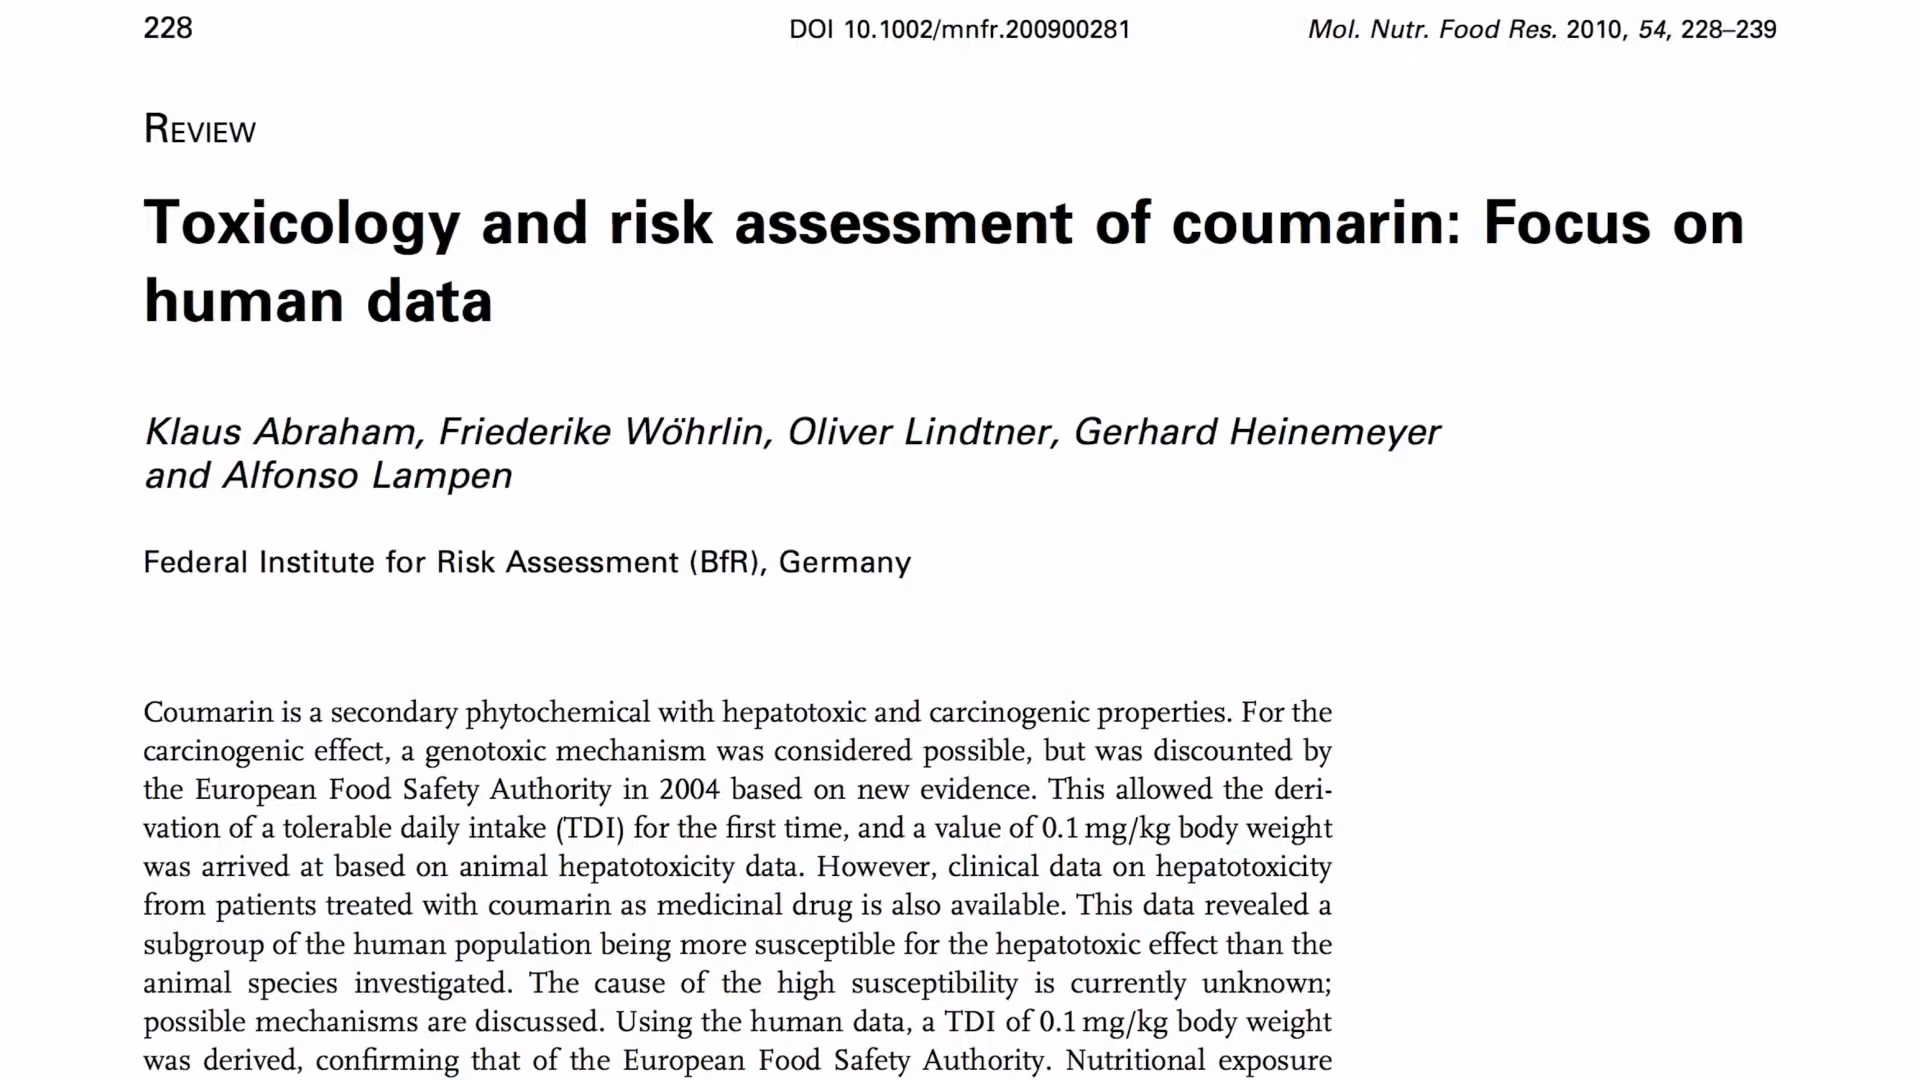 228 DOI 10.1002/mnfr.200900281 Mol. Nutr. Food Res. 2010, 54, 228–239
REVIEW
Toxicology and risk assessment of coumarin: Focus on
human data
Klaus Abraham, Friederike Wöhrlin, Oliver Lindtner, Gerhard Heinemeyer
and Alfonso Lampen
Federal Institute for Risk Assessment (BfR), Germany
Coumarin is a secondary phytochemical with hepatotoxic and carcinogenic properties. For the
carcinogenic effect, a genotoxic mechanism was considered possible, but was discounted by
the European Food Safety Authority in 2004 based on new evidence. This allowed the deri-
vation of a tolerable daily intake (TDI) for the first time, and a value of 0.1 mg/kg body weight
was arrived at based on animal hepatotoxicity data. However, clinical data on hepatotoxicity
from patients treated with coumarin as medicinal drug is also available. This data revealed a
subgroup of the human population being more susceptible for the hepatotoxic effect than the
animal species investigated. The cause of the high susceptibility is currently unknown;
possible mechanisms are discussed. Using the human data, a TDI of 0.1 mg/kg body weight
was derived, confirming that of the European Food Safety Authority. Nutritional exposure